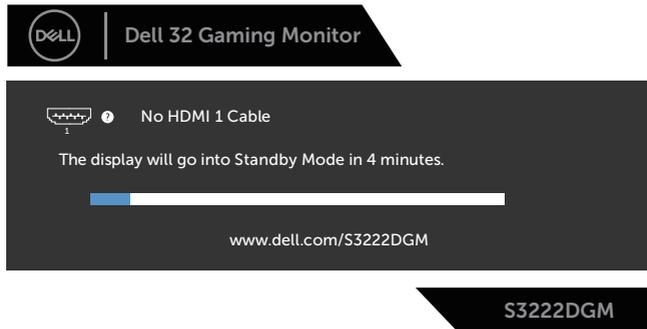 DELL
Dell 32 Gaming Monitor
? No HDMI 1 Cable
1
The display will go into Standby Mode in 4 minutes.
www.dell.com/S3222DGM
S3222DGM